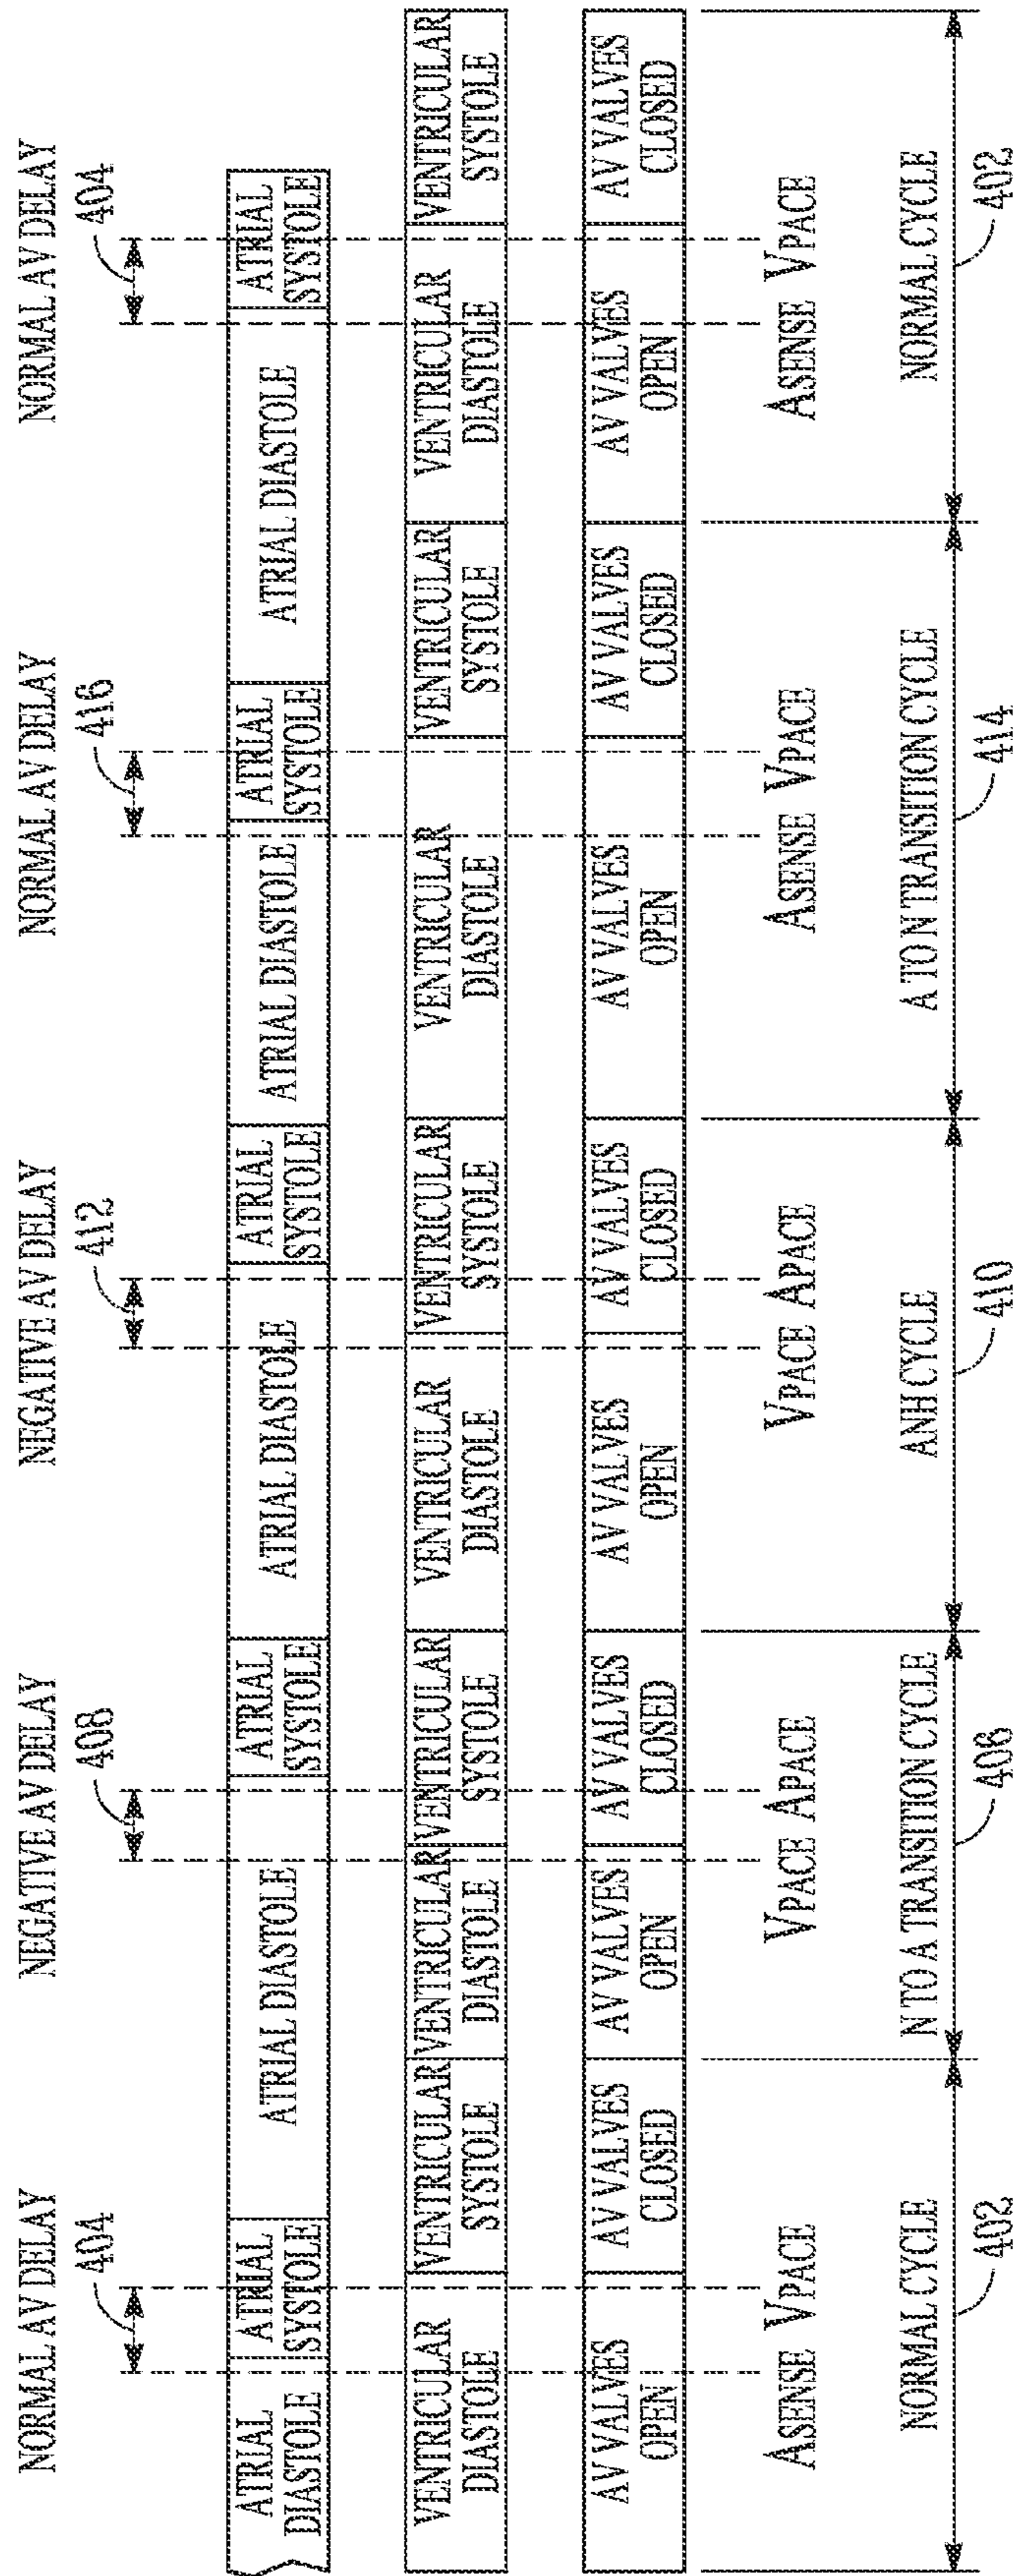 NORMAL AV DELAY
NEGATIVE AV DELAY
NEGATIVE AV DELAY
NORMAL AV DELAY
NORMAL AV DELAY
404
408
412
416
404
ATRIAL
DIASTOLE
ATRIAL
SYSTOLE
ATRIAL DIASTOLE
ATRIAL
SYSTOLE
ATRIAL DIASTOLE
ATRIAL
SYSTOLE
ATRIAL DIASTOLE
ATRIAL
SYSTOLE
ATRIAL DIASTOLE
ATRIAL
SYSTOLE
VENTRICULAR
DIASTOLE
VENTRICULAR
SYSTOLE
VENTRICULAR
DIASTOLE
VENTRICULAR
SYSTOLE
VENTRICULAR
DIASTOLE
VENTRICULAR
SYSTOLE
VENTRICULAR
DIASTOLE
VENTRICULAR
SYSTOLE
VENTRICULAR
DIASTOLE
VENTRICULAR
SYSTOLE
AV VALVES
OPEN
AV VALVES
CLOSED
AV VALVES
OPEN
AV VALVES
CLOSED
AV VALVES
OPEN
AV VALVES
CLOSED
AV VALVES
OPEN
AV VALVES
CLOSED
AV VALVES
OPEN
AV VALVES
CLOSED
ASENSE VPACE
VPACE APACE
VPACE APACE
ASENSE VPACE
ASENSE VPACE
NORMAL CYCLE
N TO A TRANSITION CYCLE
ANH CYCLE
A TO N TRANSITION CYCLE
NORMAL CYCLE
402
406
410
414
402